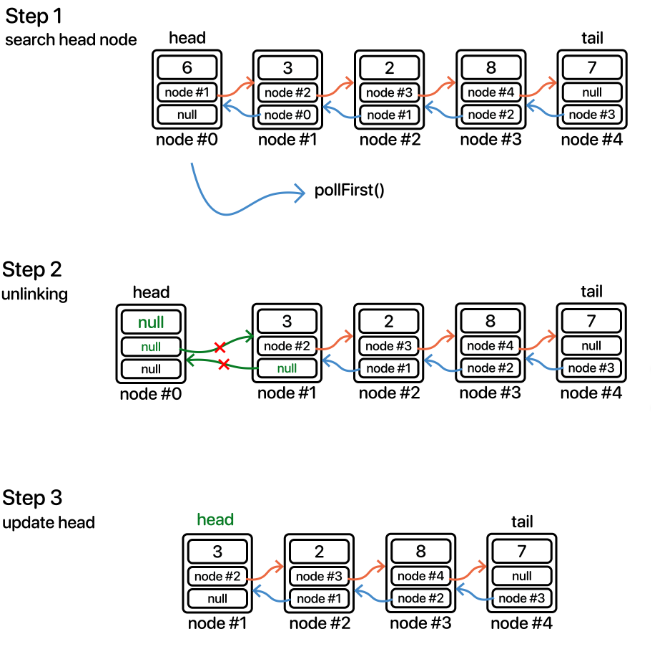 Step 1
search head node
head
tail
6
3
2
8
7
node #1
node #2
node #3
node #4
null
null
node #0
node #1
node #2
node #3
node #0
node #1
node #2
node #3
node #4
pollFirst()
Step 2
unlinking
head
tail
null
3
2
8
7
null
node #2
node #3
node #4
null
null
null
node #1
node #2
node #3
node #0
node #1
node #2
node #3
node #4
Step 3
update head
head
tail
3
2
8
7
node #2
node #3
node #4
null
null
node #1
node #2
node #3
node #1
node #2
node #3
node #4